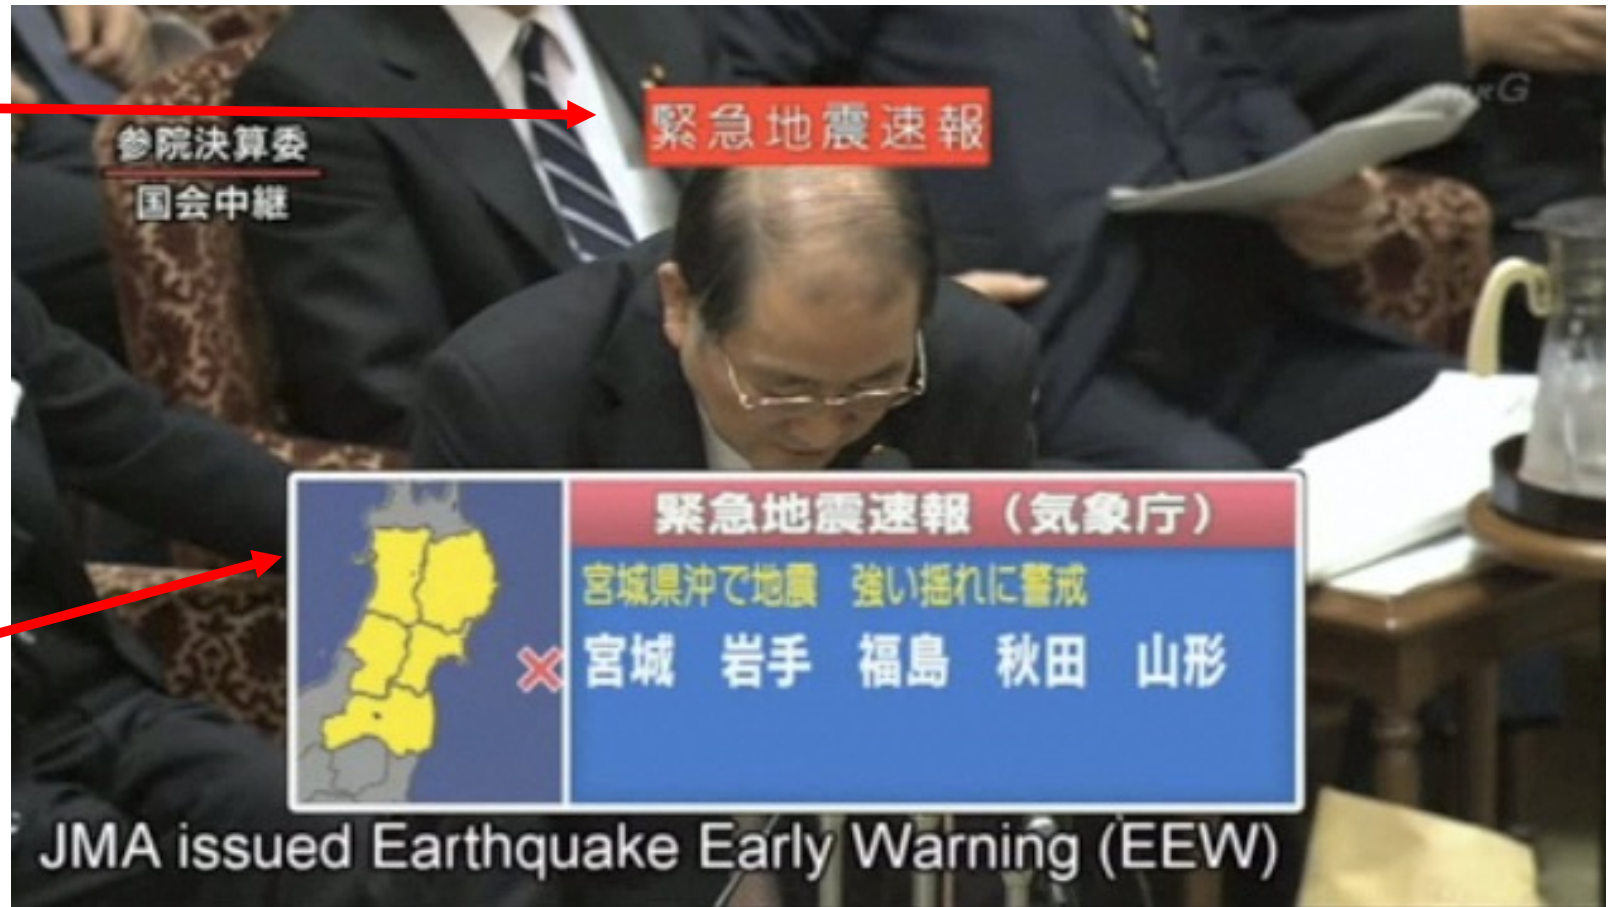 緊急地震速報
参院決算委
国会中継
緊急地震速報（気象庁）
宮城県沖で地震　強い揺れに警戒
宮城　岩手　福島　秋田　山形
JMA issued Earthquake Early Warning (EEW)